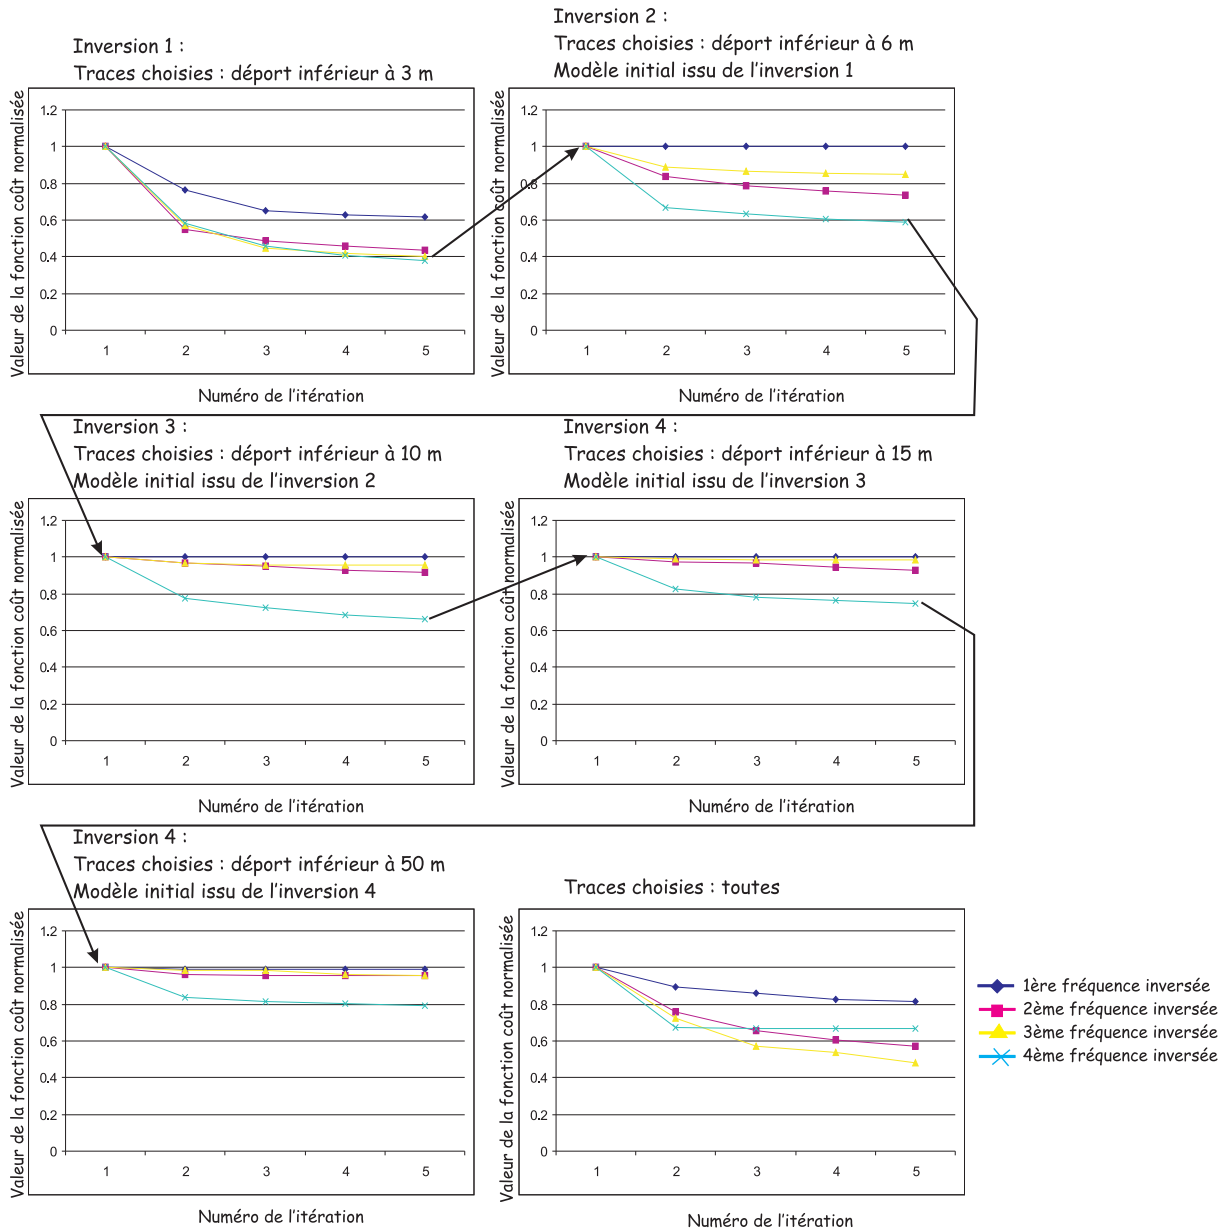 Inversion 1 :
Traces choisies : déport inférieur à 3 m
Valeur de la fonction coût normalisée
1.2
1
0.8
0.6
0.4
0.2
0
1 2 3 4 5
Numéro de l'itération
Inversion 2 :
Traces choisies : déport inférieur à 6 m
Modèle initial issu de l'inversion 1
Valeur de la fonction coût normalisée
1.2
1
0.8
0.6
0.4
0.2
0
1 2 3 4 5
Numéro de l'itération
Inversion 3 :
Traces choisies : déport inférieur à 10 m
Modèle initial issu de l'inversion 2
Valeur de la fonction coût normalisée
1.2
1
0.8
0.6
0.4
0.2
0
1 2 3 4 5
Numéro de l'itération
Inversion 4 :
Traces choisies : déport inférieur à 15 m
Modèle initial issu de l'inversion 3
Valeur de la fonction coût normalisée
1.2
1
0.8
0.6
0.4
0.2
0
1 2 3 4 5
Numéro de l'itération
Inversion 4 :
Traces choisies : déport inférieur à 50 m
Modèle initial issu de l'inversion 4
Valeur de la fonction coût normalisée
1.2
1
0.8
0.6
0.4
0.2
0
1 2 3 4 5
Numéro de l'itération
Traces choisies : toutes
Valeur de la fonction coût normalisée
1.2
1
0.8
0.6
0.4
0.2
0
1 2 3 4 5
Numéro de l'itération
1ère fréquence inversée
2ème fréquence inversée
3ème fréquence inversée
4ème fréquence inversée